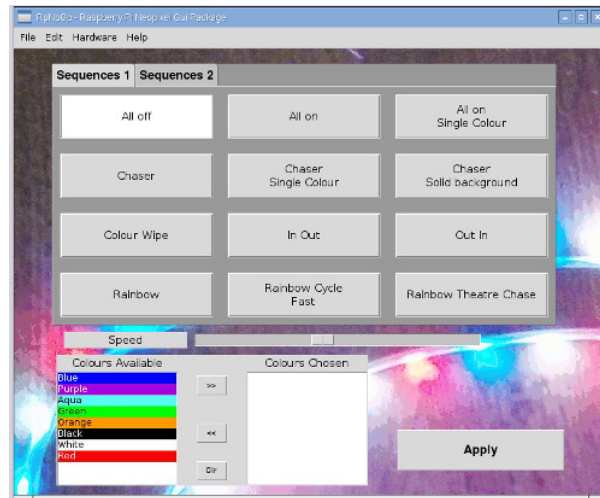 RpNpGp - Raspberry Pi Neopixel Gui Package
File Edit Hardware Help
Sequences 1 Sequences 2
All off
All on
All on
Single Colour
Chaser
Chaser
Single Colour
Chaser
Solid background
Colour Wipe
In Out
Out In
Rainbow
Rainbow Cycle
Fast
Rainbow Theatre Chase
Speed
Colours Available
Colours Chosen
Blue
Purple
Aqua
Green
Orange
Black
White
Red
>>
<<
Clr
Apply